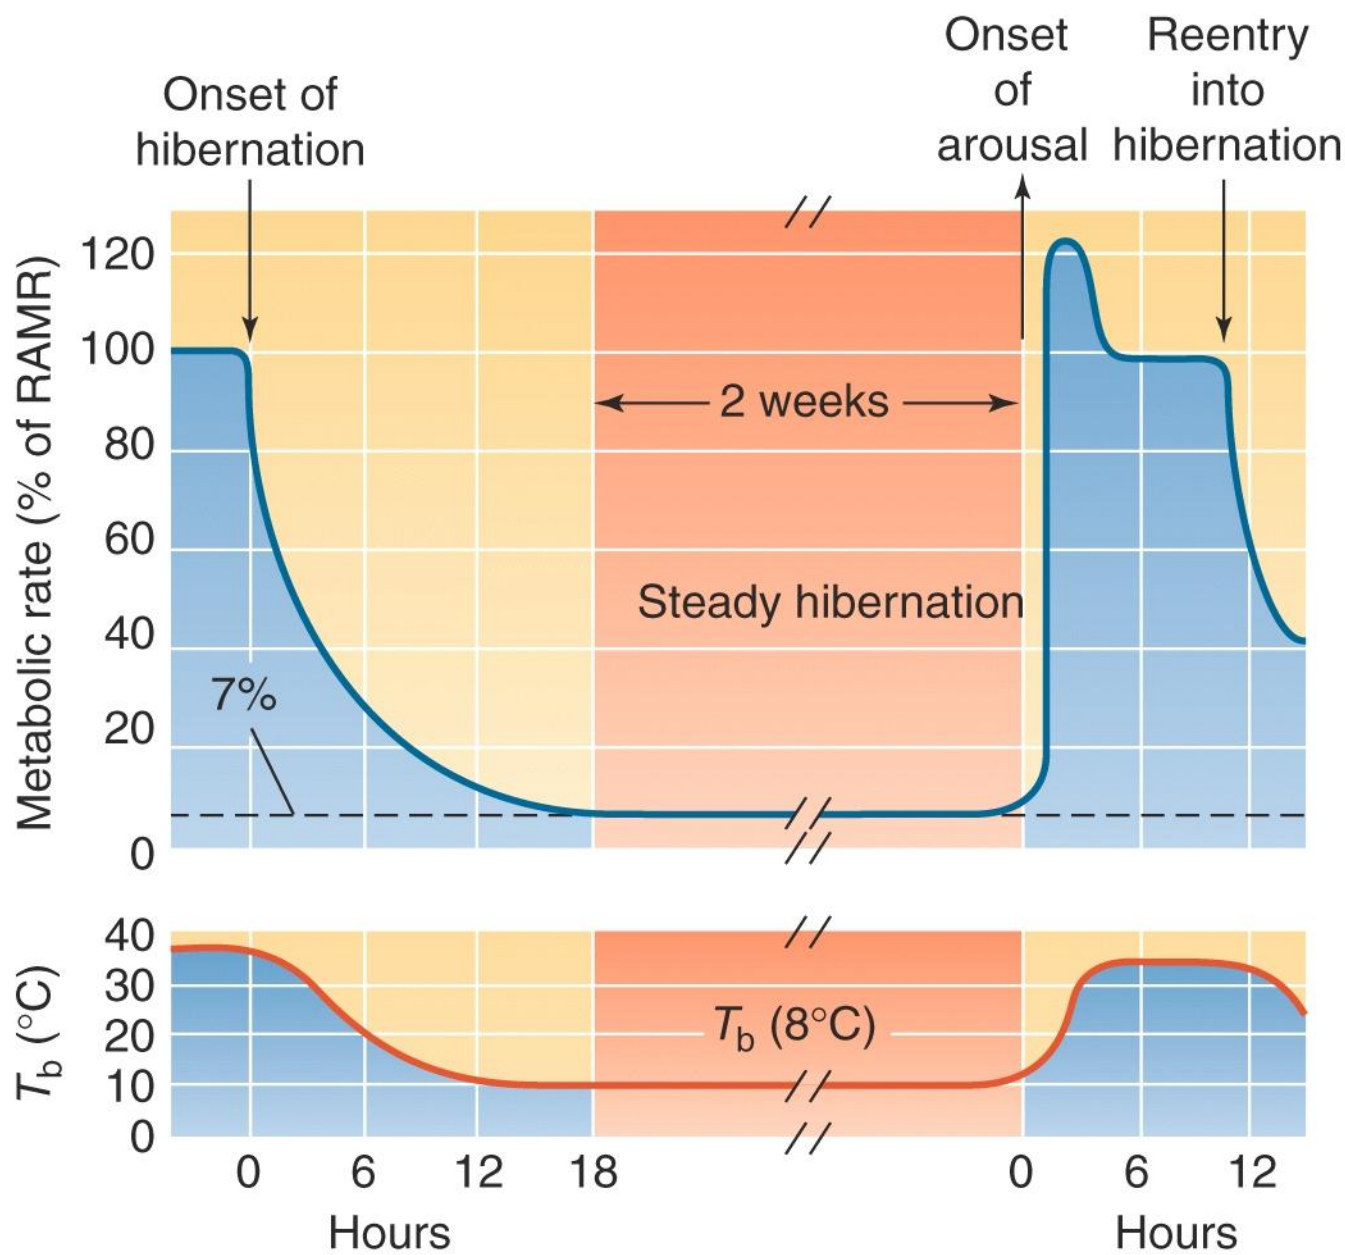 Onset of
hibernation
Onset
of
arousal
Reentry
into
hibernation
Metabolic rate (% of RAMR)
120
100
80
60
40
20
0
2 weeks
Steady hibernation
7%
T_b (°C)
40
30
20
10
0
T_b (8°C)
0 6 12 18 0 6 12
Hours Hours